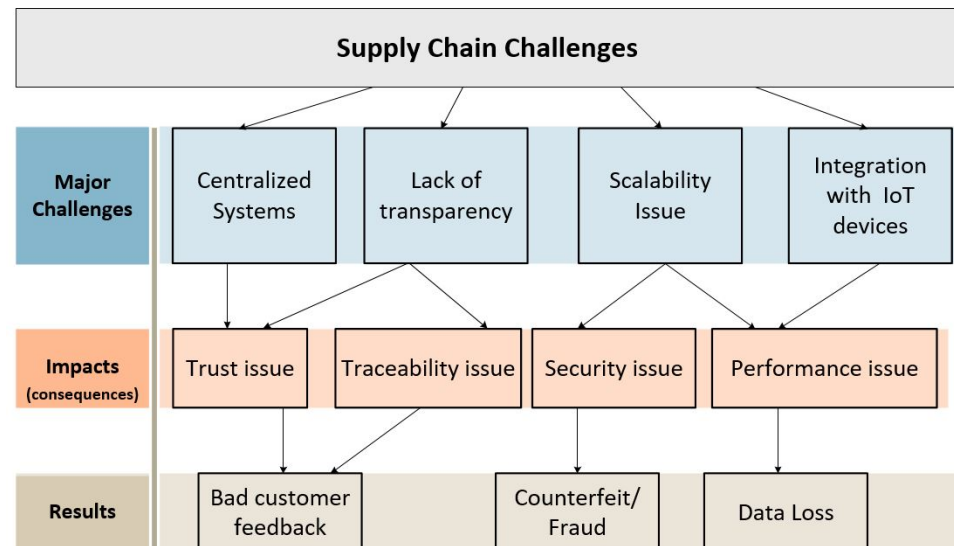 Supply Chain Challenges
Major
Challenges
Centralized
Systems
Lack of
transparency
Scalability
Issue
Integration
with IoT
devices
Impacts
(consequences)
Trust issue
Traceability issue
Security issue
Performance issue
Results
Bad customer
feedback
Counterfeit/
Fraud
Data Loss